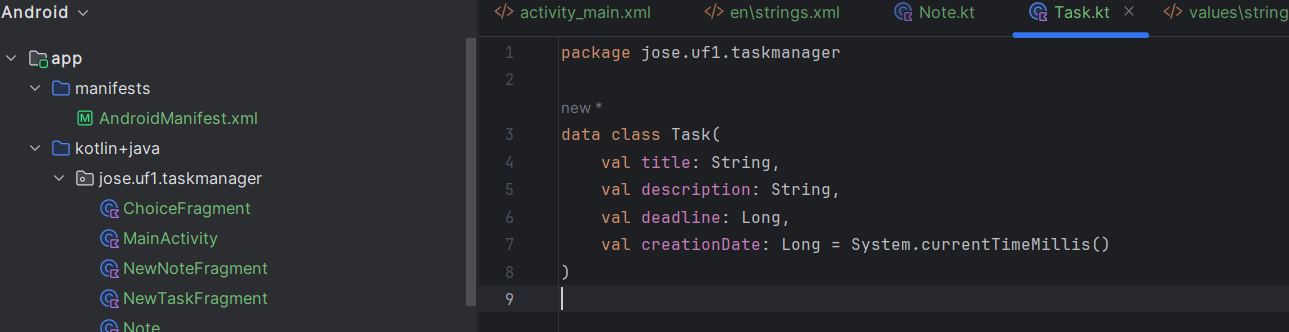 Android
app
manifests
AndroidManifest.xml
kotlin+java
jose.uf1.taskmanager
ChoiceFragment
MainActivity
NewNoteFragment
NewTaskFragment
Note
activity_main.xml en\strings.xml Note.kt Task.kt values\string
1 package jose.uf1.taskmanager
2
new *
3 data class Task(
4 val title: String,
5 val description: String,
6 val deadline: Long,
7 val creationDate: Long = System.currentTimeMillis()
8 )
9